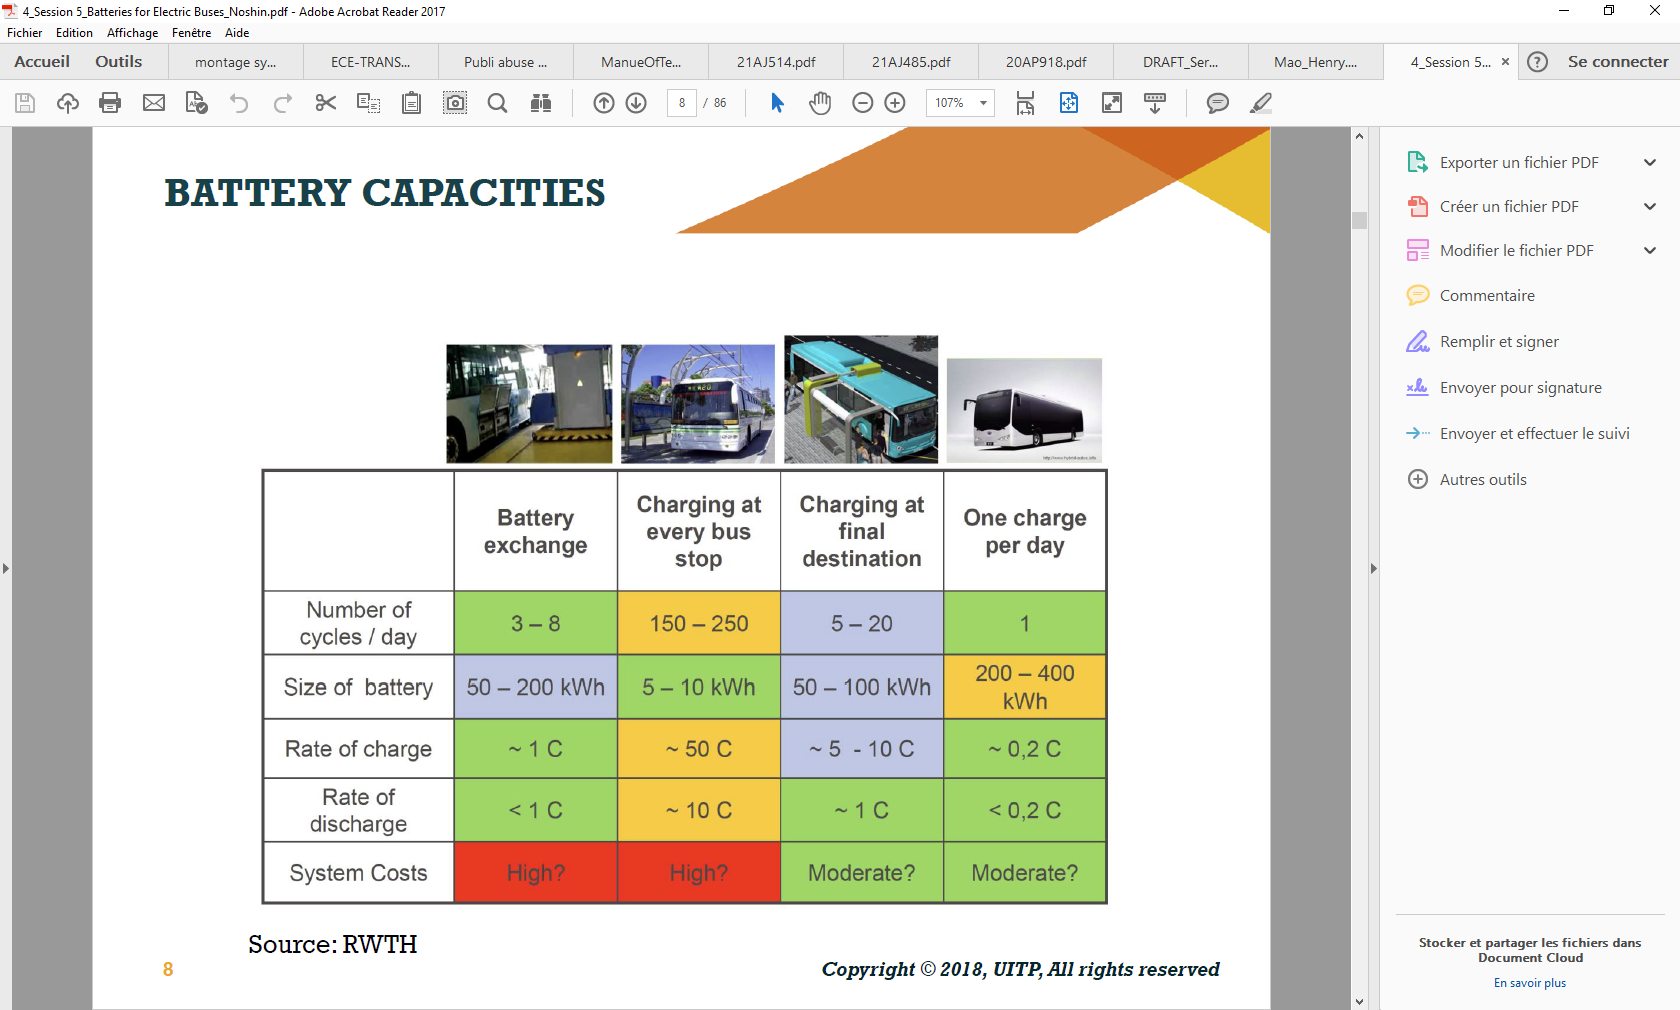 4_Session 5_Batteries for Electric Buses_Noshin.pdf - Adobe Acrobat Reader 2017
Fichier Edition Affichage Fenêtre Aide
Accueil Outils montage sy... ECE-TRANS... Publi abuse ... ManueOfTe... 21AJ514.pdf 21AJ485.pdf 20AP918.pdf DRAFT_Ser... Mao_Henry.... 4_Session 5... × ? Se connecter
8 / 86 107%
BATTERY CAPACITIES
Battery
exchange
Charging at
every bus
stop
Charging at
final
destination
One charge
per day
Number of
cycles / day
3 – 8
150 – 250
5 – 20
1
Size of battery
50 – 200 kWh
5 – 10 kWh
50 – 100 kWh
200 – 400
kWh
Rate of charge
~ 1 C
~ 50 C
~ 5 - 10 C
~ 0,2 C
Rate of
discharge
< 1 C
~ 10 C
~ 1 C
< 0,2 C
System Costs
High?
High?
Moderate?
Moderate?
Source: RWTH
8
Copyright © 2018, UITP, All rights reserved
Exporter un fichier PDF
Créer un fichier PDF
Modifier le fichier PDF
Commentaire
Remplir et signer
Envoyer pour signature
Envoyer et effectuer le suivi
Autres outils
Stocker et partager les fichiers dans
Document Cloud
En savoir plus